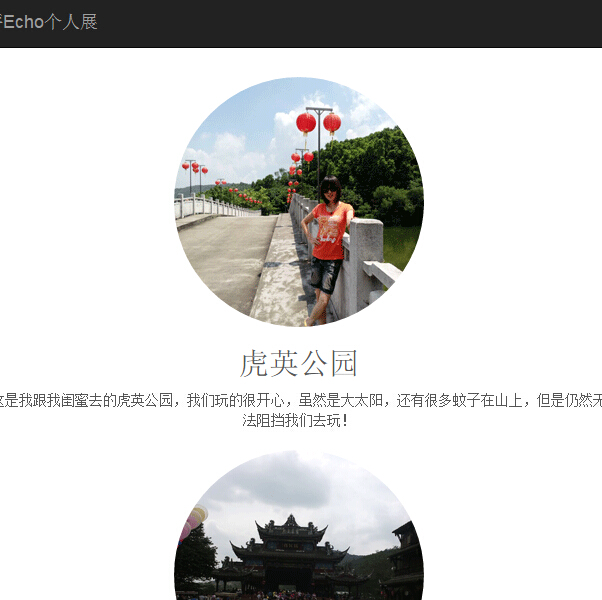 Echo个人展
虎英公园
这是我跟我闺蜜去的虎英公园，我们玩的很开心，虽然是大太阳，还有很多蚊子在山上，但是仍然无
法阻挡我们去玩！